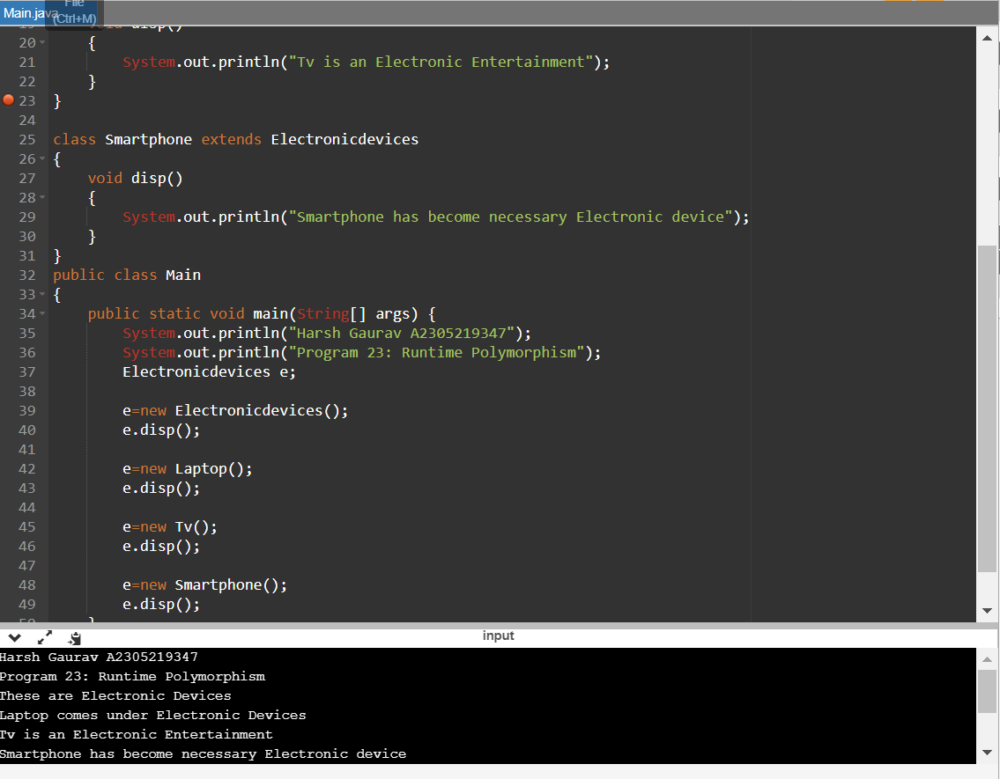 Main.java
File
(Ctrl+M)
19 void disp()
20 {
21 System.out.println("Tv is an Electronic Entertainment");
22 }
23 }
24
25 class Smartphone extends Electronicdevices
26 {
27 void disp()
28 {
29 System.out.println("Smartphone has become necessary Electronic device");
30 }
31 }
32 public class Main
33 {
34 public static void main(String[] args) {
35 System.out.println("Harsh Gaurav A2305219347");
36 System.out.println("Program 23: Runtime Polymorphism");
37 Electronicdevices e;
38
39 e=new Electronicdevices();
40 e.disp();
41
42 e=new Laptop();
43 e.disp();
44
45 e=new Tv();
46 e.disp();
47
48 e=new Smartphone();
49 e.disp();
50 }
input
Harsh Gaurav A2305219347
Program 23: Runtime Polymorphism
These are Electronic Devices
Laptop comes under Electronic Devices
Tv is an Electronic Entertainment
Smartphone has become necessary Electronic device